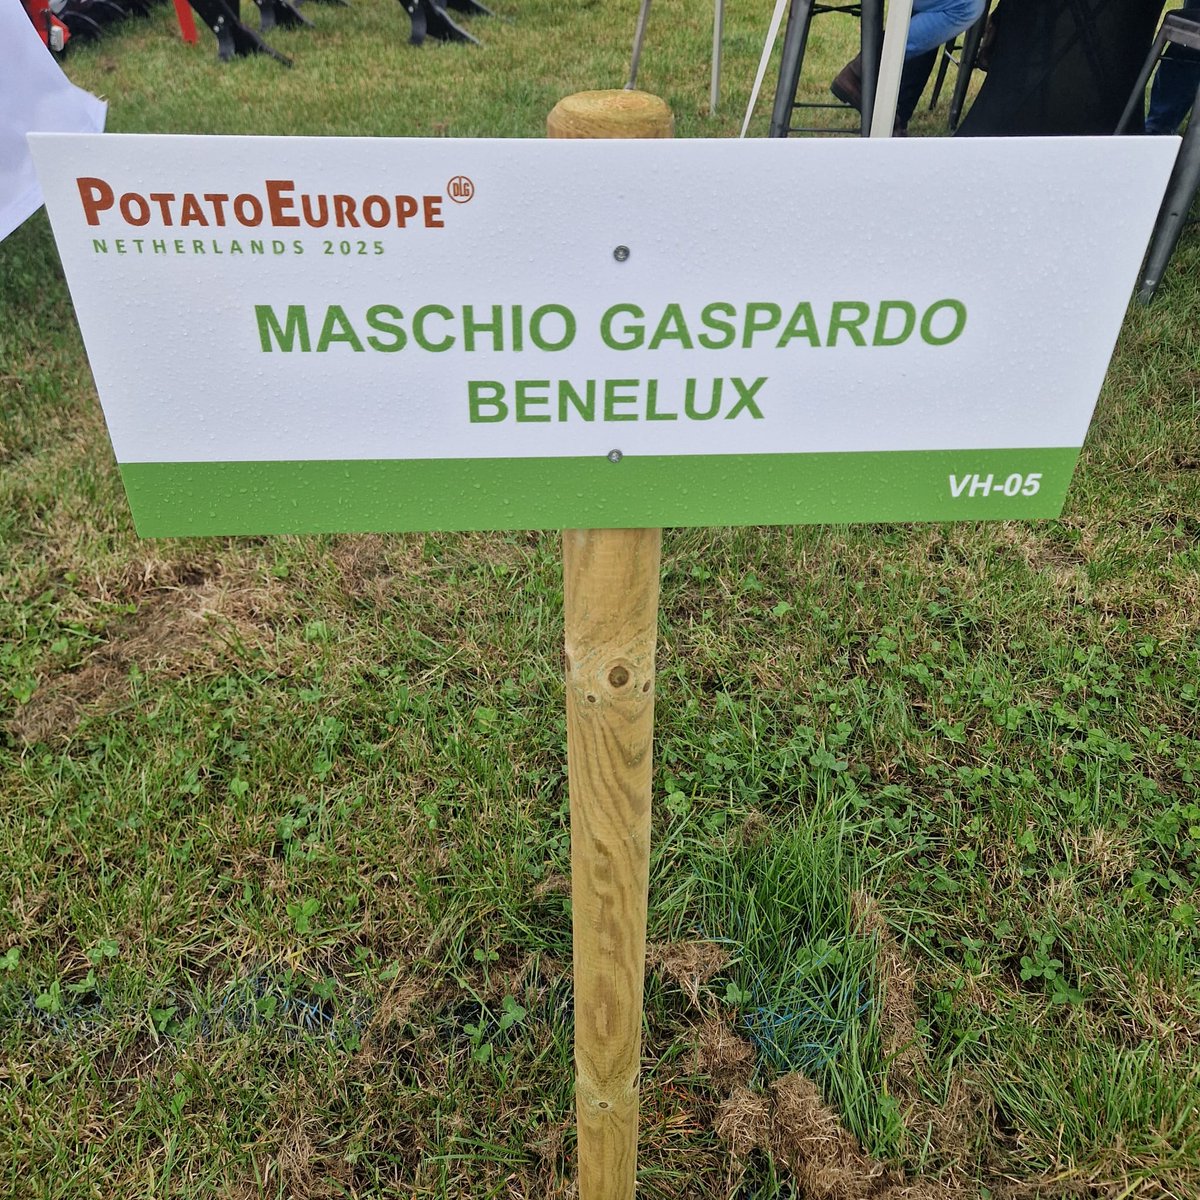 POTATOEUROPE DLG
NETHERLANDS 2025
MASCHIO GASPARDO
BENELUX
VH-05